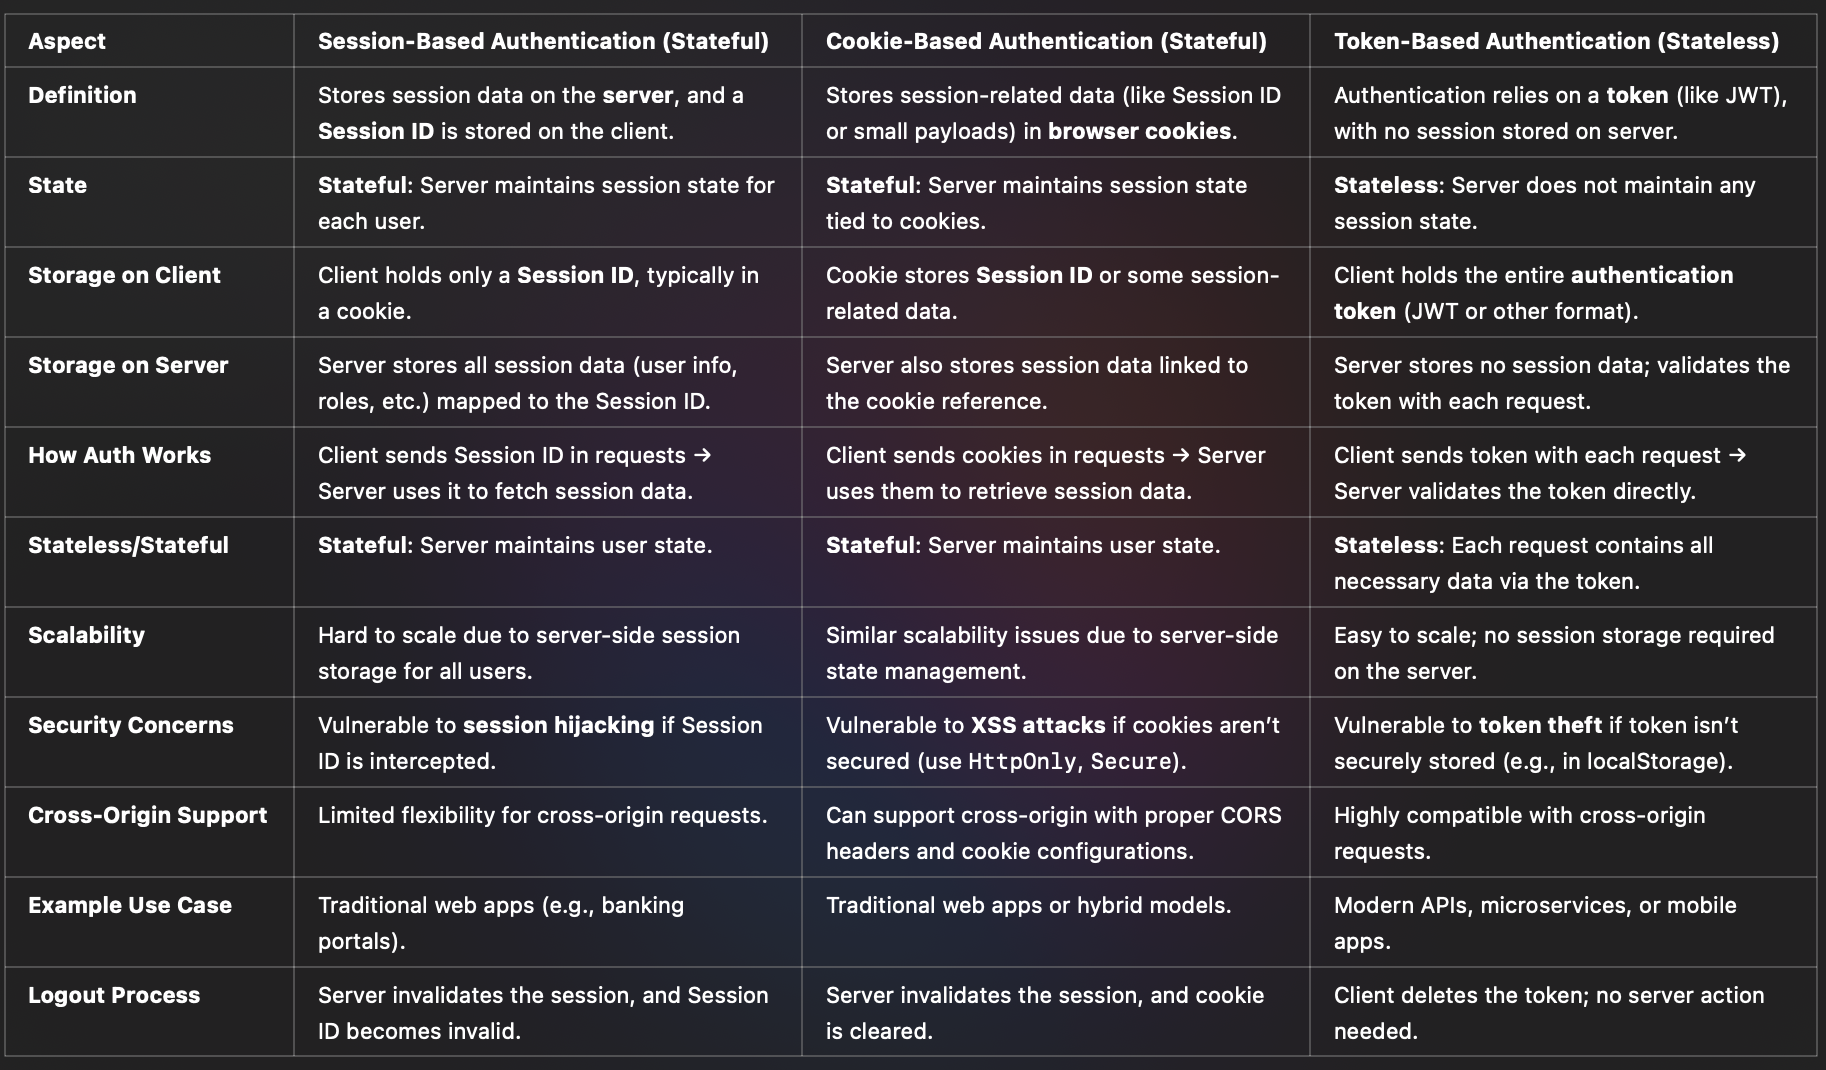 Aspect
Session-Based Authentication (Stateful)
Cookie-Based Authentication (Stateful)
Token-Based Authentication (Stateless)
Definition
Stores session data on the server, and a
Session ID is stored on the client.
Stores session-related data (like Session ID
or small payloads) in browser cookies.
Authentication relies on a token (like JWT),
with no session stored on server.
State
Stateful: Server maintains session state for
each user.
Stateful: Server maintains session state
tied to cookies.
Stateless: Server does not maintain any
session state.
Storage on Client
Client holds only a Session ID, typically in
a cookie.
Cookie stores Session ID or some session-
related data.
Client holds the entire authentication
token (JWT or other format).
Storage on Server
Server stores all session data (user info,
roles, etc.) mapped to the Session ID.
Server also stores session data linked to
the cookie reference.
Server stores no session data; validates the
token with each request.
How Auth Works
Client sends Session ID in requests →
Server uses it to fetch session data.
Client sends cookies in requests → Server
uses them to retrieve session data.
Client sends token with each request →
Server validates the token directly.
Stateless/Stateful
Stateful: Server maintains user state.
Stateful: Server maintains user state.
Stateless: Each request contains all
necessary data via the token.
Scalability
Hard to scale due to server-side session
storage for all users.
Similar scalability issues due to server-side
state management.
Easy to scale; no session storage required
on the server.
Security Concerns
Vulnerable to session hijacking if Session
ID is intercepted.
Vulnerable to XSS attacks if cookies aren’t
secured (use HttpOnly, Secure).
Vulnerable to token theft if token isn’t
securely stored (e.g., in localStorage).
Cross-Origin Support
Limited flexibility for cross-origin requests.
Can support cross-origin with proper CORS
headers and cookie configurations.
Highly compatible with cross-origin
requests.
Example Use Case
Traditional web apps (e.g., banking
portals).
Traditional web apps or hybrid models.
Modern APIs, microservices, or mobile
apps.
Logout Process
Server invalidates the session, and Session
ID becomes invalid.
Server invalidates the session, and cookie
is cleared.
Client deletes the token; no server action
needed.